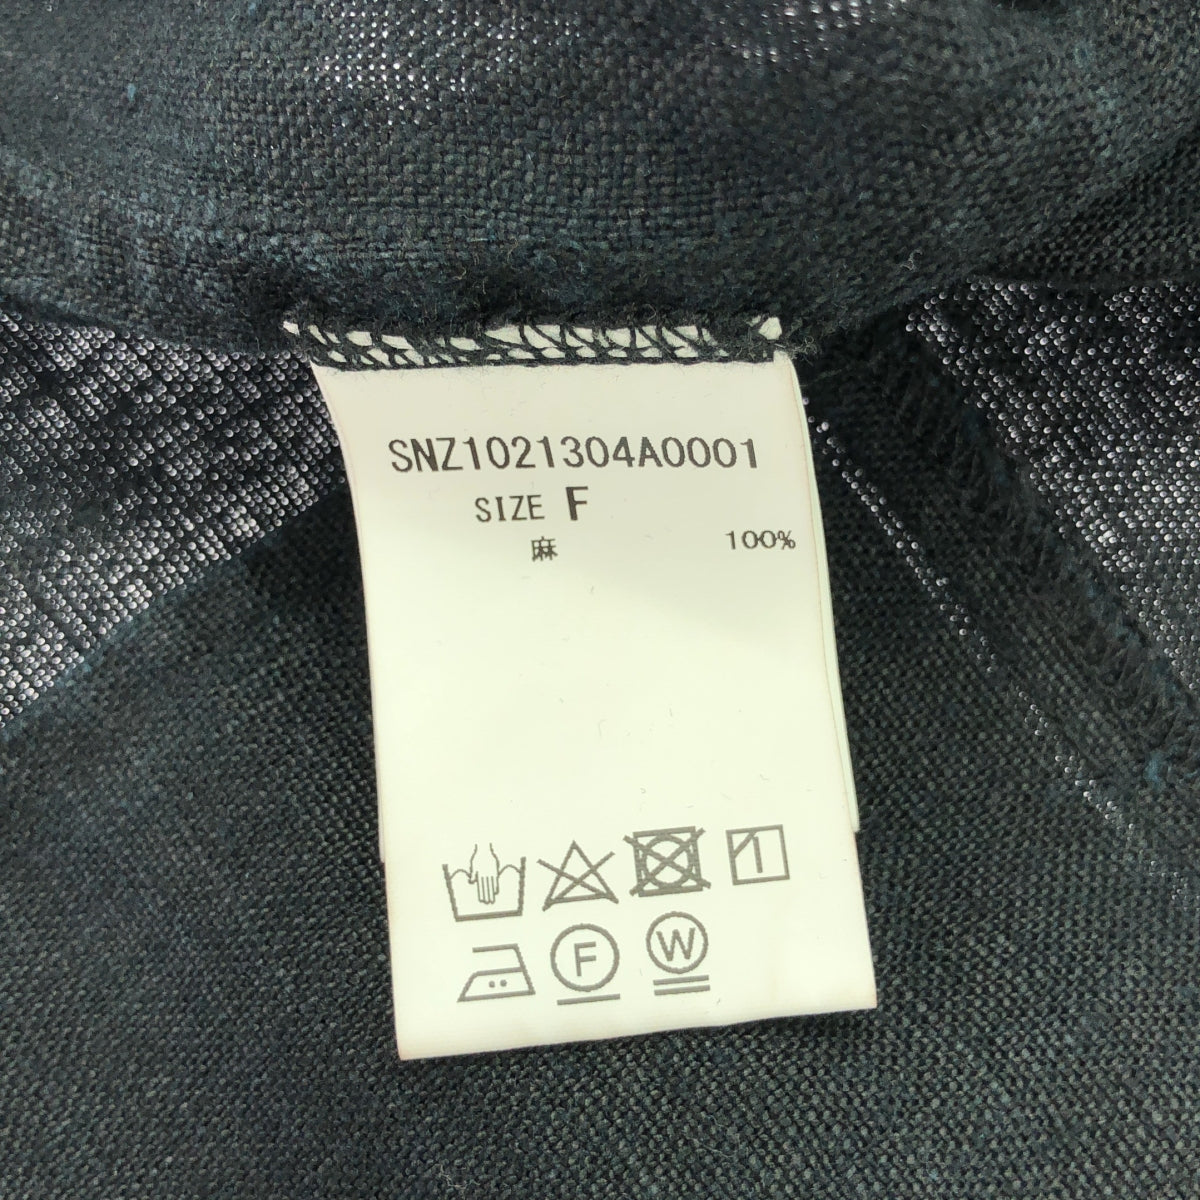 SNZ1021304A0001
SIZE F
麻 100%
F W